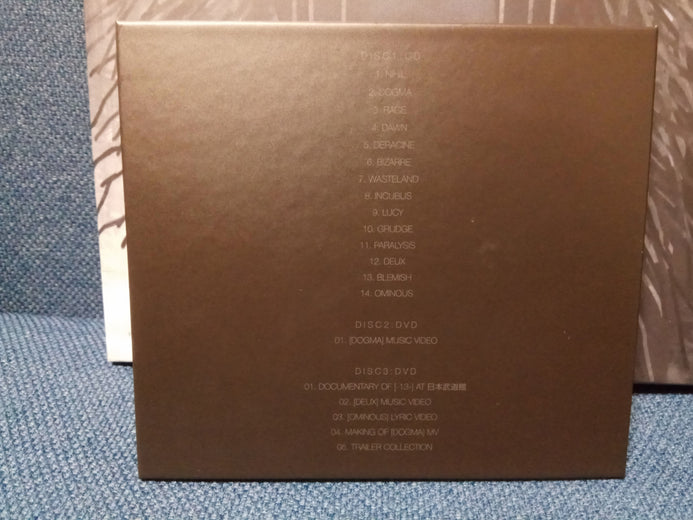 DISC1:CD
1. NIHIL
2. DOGMA
3. RAGE
4. DAWN
5. DERACINE
6. BIZARRE
7. WASTELAND
8. INCUBUS
9. LUCY
10. GRUDGE
11. PARALYSIS
12. DEUX
13. BLEMISH
14. OMINOUS
DISC2:DVD
01. [DOGMA] MUSIC VIDEO
DISC3:DVD
01. DOCUMENTARY OF [-13-] AT 日本武道館
02. [DEUX] MUSIC VIDEO
03. [OMINOUS] LYRIC VIDEO
04. MAKING OF [DOGMA] MV
05. TRAILER COLLECTION